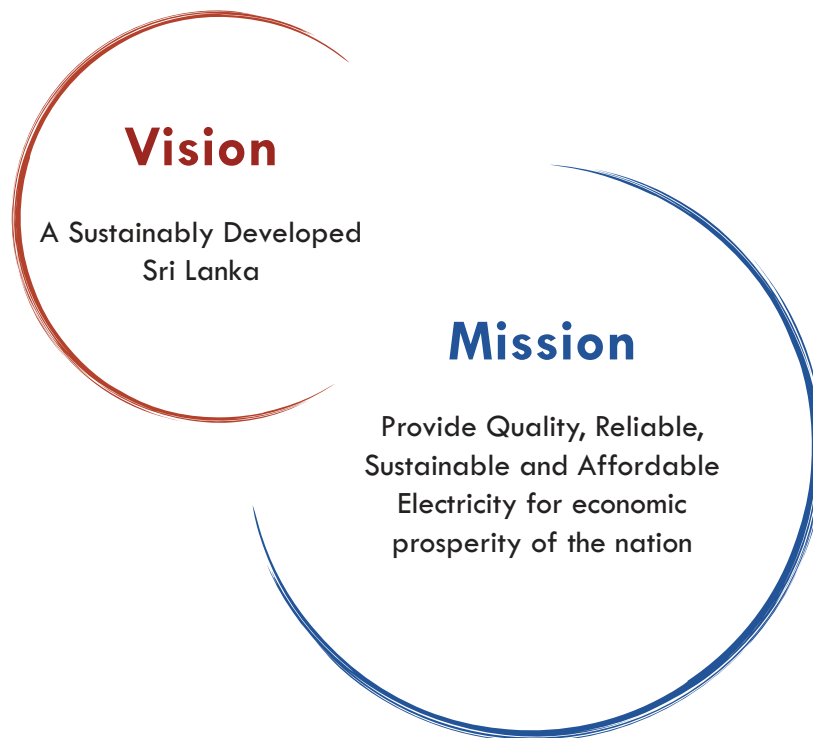 Vision
A Sustainably Developed
Sri Lanka
Mission
Provide Quality, Reliable,
Sustainable and Affordable
Electricity for economic
prosperity of the nation